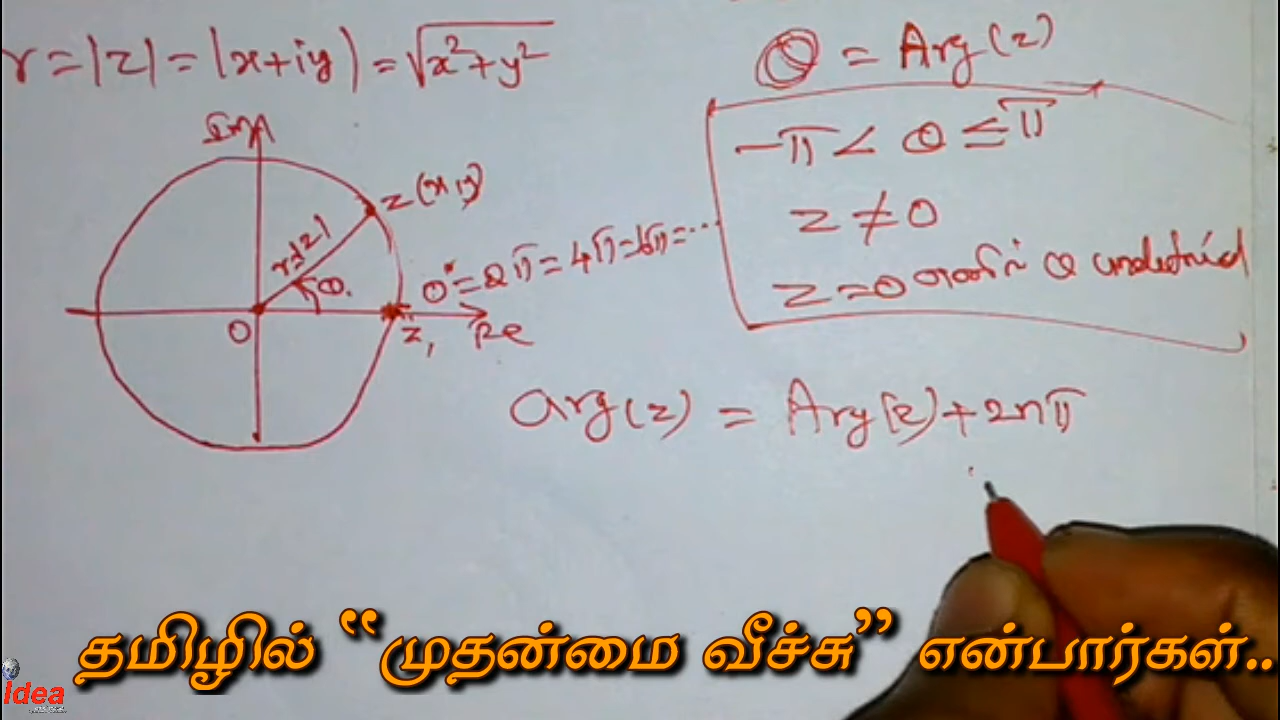 r = |z| = |x+iy| = √x²+y²
θ = Arg(z)
-π < θ ≤ π
z ≠ 0
z = 0 எனில் θ
Im
z(x,y)
r=|z|
θ
0° = 2π = 4π = 6π = ...
O
z₁
Re
arg(z) = Arg(z)+2nπ
தமிழில் “முதன்மை வீச்சு” என்பார்கள்..
Idea